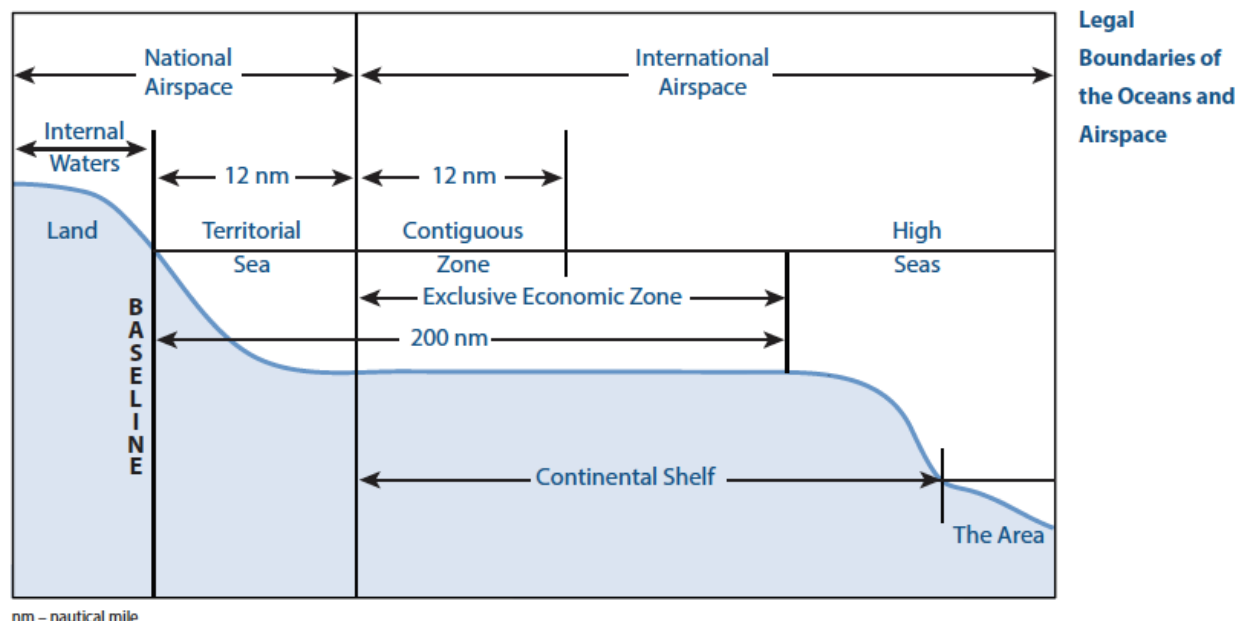 Legal
Boundaries of
the Oceans and
Airspace
National
Airspace
International
Airspace
Internal
Waters
12 nm
12 nm
Land
Territorial
Sea
Contiguous
Zone
High
Seas
Exclusive Economic Zone
200 nm
BASELINE
Continental Shelf
The Area
nm – nautical mile